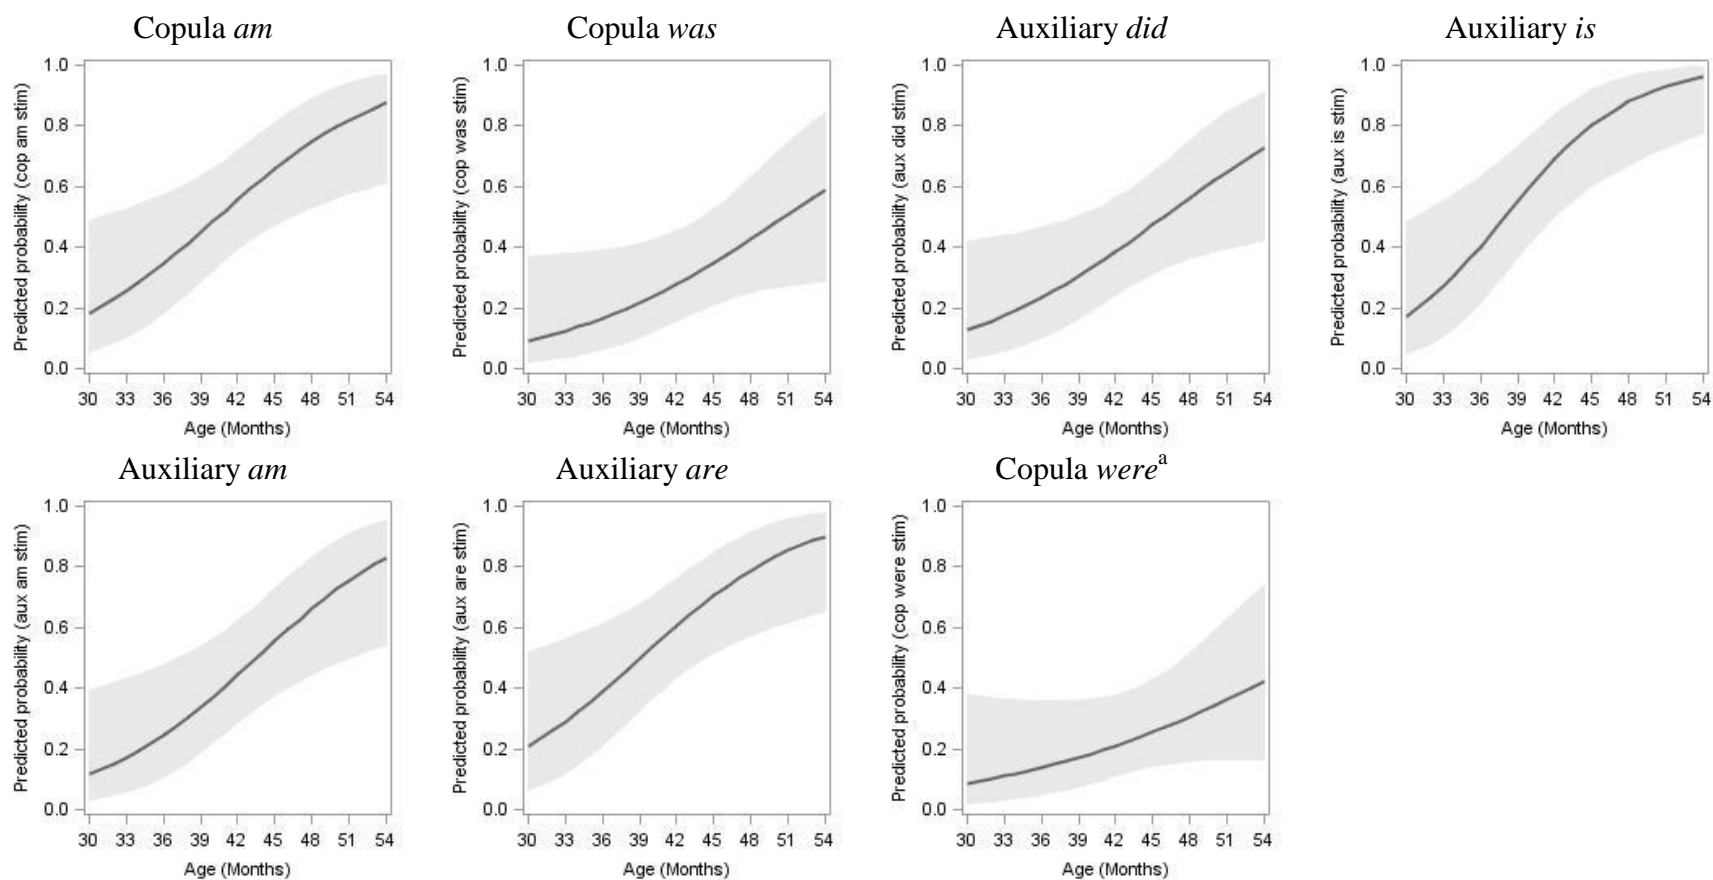 Copula am
Copula was
Auxiliary did
Auxiliary is
Predicted probability (cop am stim)
1.0
0.8
0.6
0.4
0.2
0.0
30 33 36 39 42 45 48 51 54
Age (Months)
Predicted probability (cop was stim)
1.0
0.8
0.6
0.4
0.2
0.0
30 33 36 39 42 45 48 51 54
Age (Months)
Predicted probability (aux did stim)
1.0
0.8
0.6
0.4
0.2
0.0
30 33 36 39 42 45 48 51 54
Age (Months)
Predicted probability (aux is stim)
1.0
0.8
0.6
0.4
0.2
0.0
30 33 36 39 42 45 48 51 54
Age (Months)
Auxiliary am
Auxiliary are
Copula were^a
Predicted probability (aux am stim)
1.0
0.8
0.6
0.4
0.2
0.0
30 33 36 39 42 45 48 51 54
Age (Months)
Predicted probability (aux are stim)
1.0
0.8
0.6
0.4
0.2
0.0
30 33 36 39 42 45 48 51 54
Age (Months)
Predicted probability (cop were stim)
1.0
0.8
0.6
0.4
0.2
0.0
30 33 36 39 42 45 48 51 54
Age (Months)